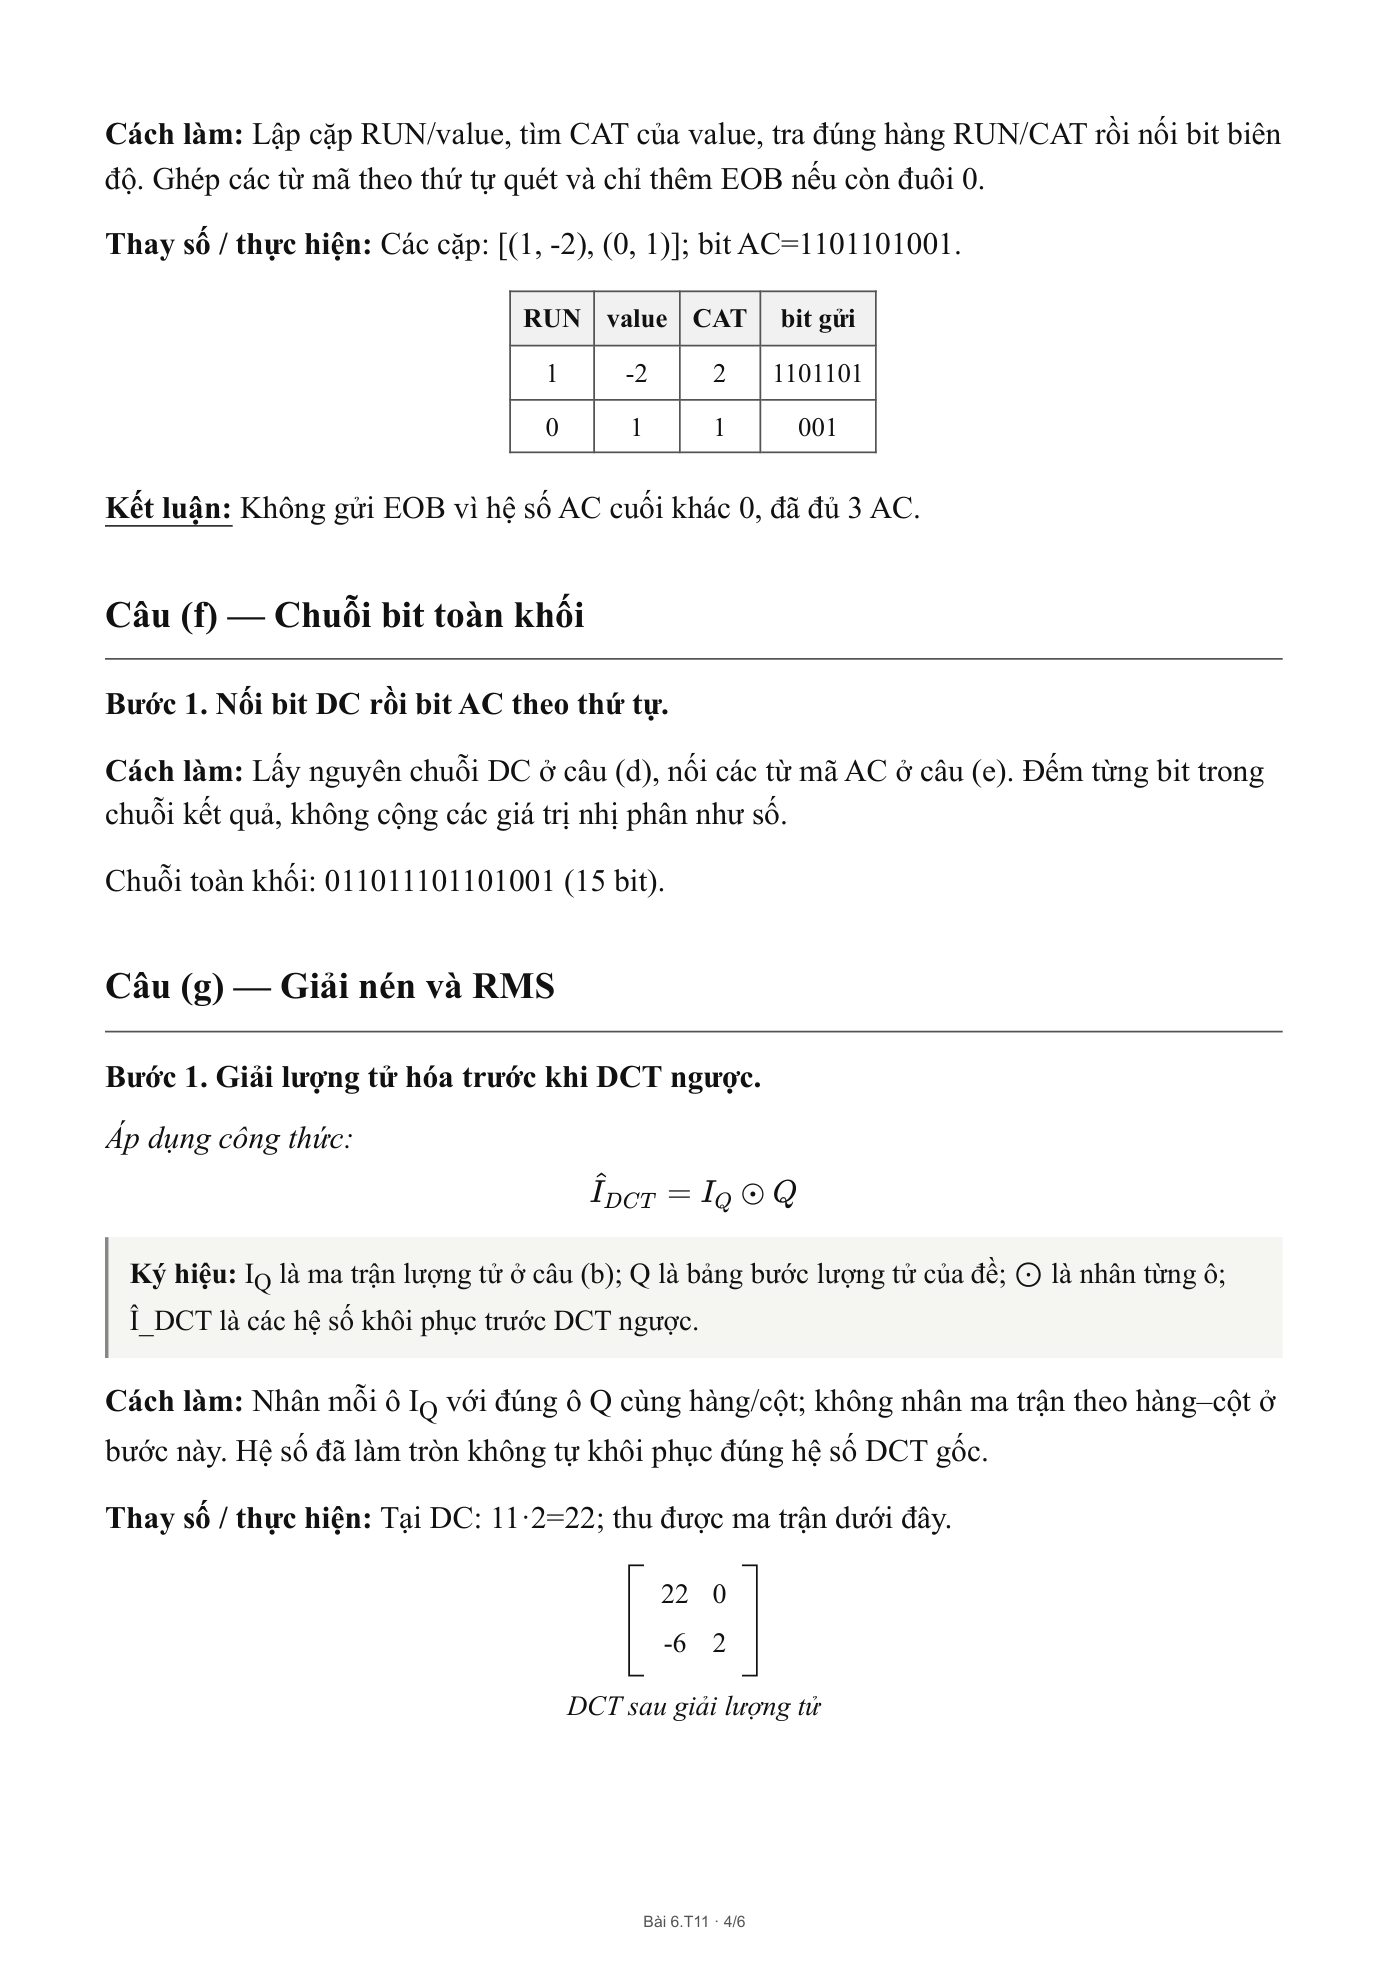 Cách làm: Lập cặp RUN/value, tìm CAT của value, tra đúng hàng RUN/CAT rồi nối bit biên
độ. Ghép các từ mã theo thứ tự quét và chỉ thêm EOB nếu còn đuôi 0.
Thay số / thực hiện: Các cặp: [(1, -2), (0, 1)]; bit AC=1101101001.
RUN value CAT bit gửi
1 -2 2 1101101
0 1 1 001
Kết luận: Không gửi EOB vì hệ số AC cuối khác 0, đã đủ 3 AC.
Câu (f) — Chuỗi bit toàn khối
Bước 1. Nối bit DC rồi bit AC theo thứ tự.
Cách làm: Lấy nguyên chuỗi DC ở câu (d), nối các từ mã AC ở câu (e). Đếm từng bit trong
chuỗi kết quả, không cộng các giá trị nhị phân như số.
Chuỗi toàn khối: 011011101101001 (15 bit).
Câu (g) — Giải nén và RMS
Bước 1. Giải lượng tử hóa trước khi DCT ngược.
Áp dụng công thức:
Î_DCT = I_Q ⊙ Q
Ký hiệu: I_Q là ma trận lượng tử ở câu (b); Q là bảng bước lượng tử của đề; ⊙ là nhân từng ô;
Î_DCT là các hệ số khôi phục trước DCT ngược.
Cách làm: Nhân mỗi ô I_Q với đúng ô Q cùng hàng/cột; không nhân ma trận theo hàng–cột ở
bước này. Hệ số đã làm tròn không tự khôi phục đúng hệ số DCT gốc.
Thay số / thực hiện: Tại DC: 11·2=22; thu được ma trận dưới đây.
22 0
-6 2
DCT sau giải lượng tử
Bài 6.T11 · 4/6